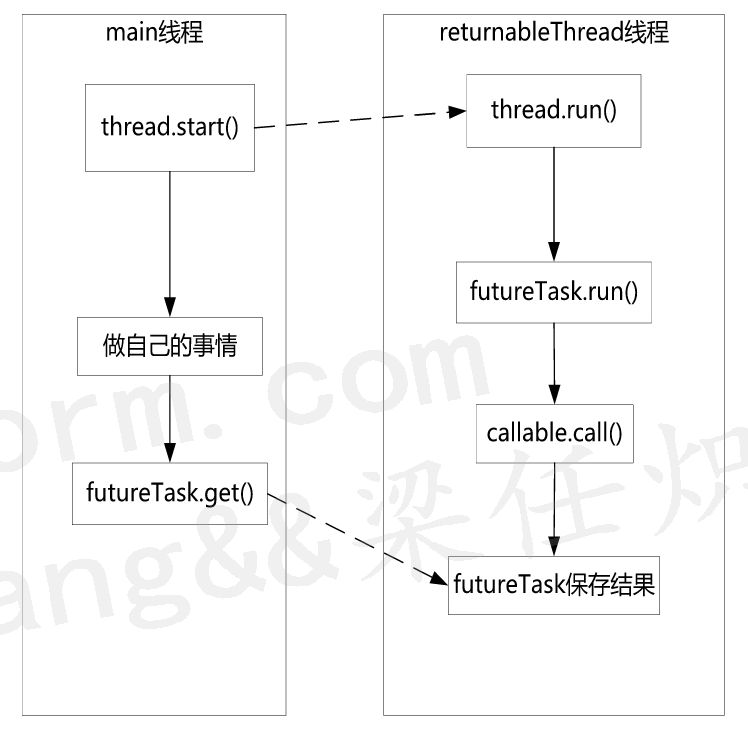 main线程
thread.start()
做自己的事情
futureTask.get()
returnableThread线程
thread.run()
futureTask.run()
callable.call()
futureTask保存结果
orm.com
ang&&梁任炽